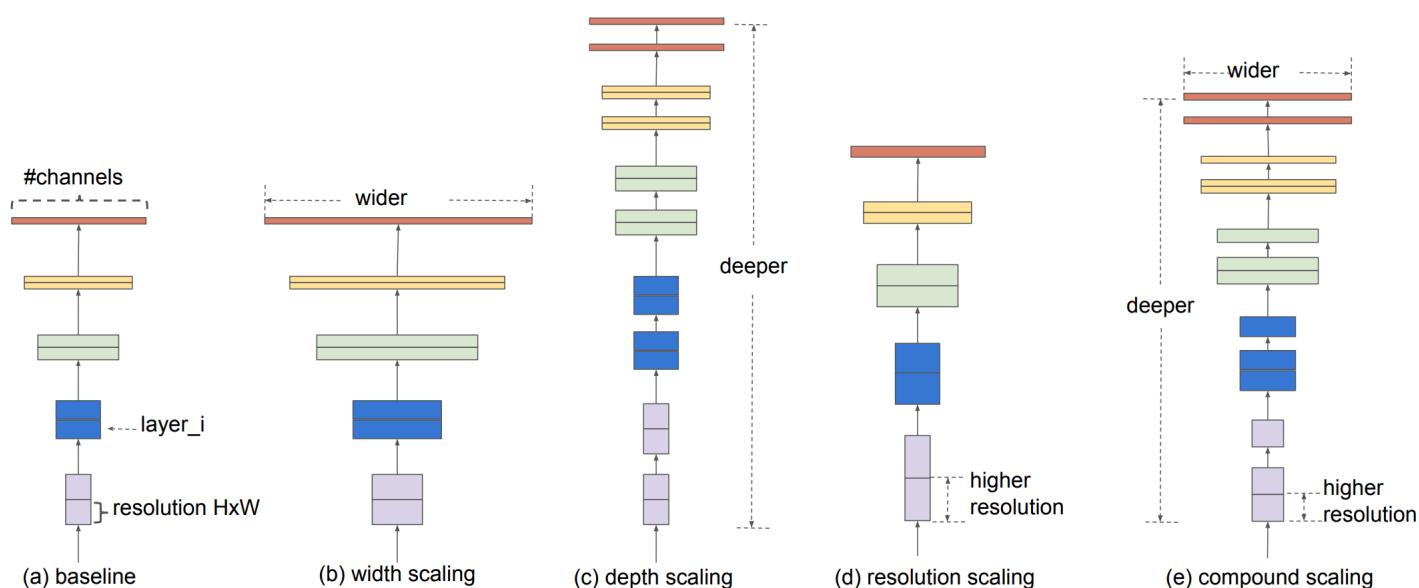 #channels
layer_i
resolution HxW
(a) baseline
wider
(b) width scaling
deeper
(c) depth scaling
higher
resolution
(d) resolution scaling
wider
deeper
higher
resolution
(e) compound scaling